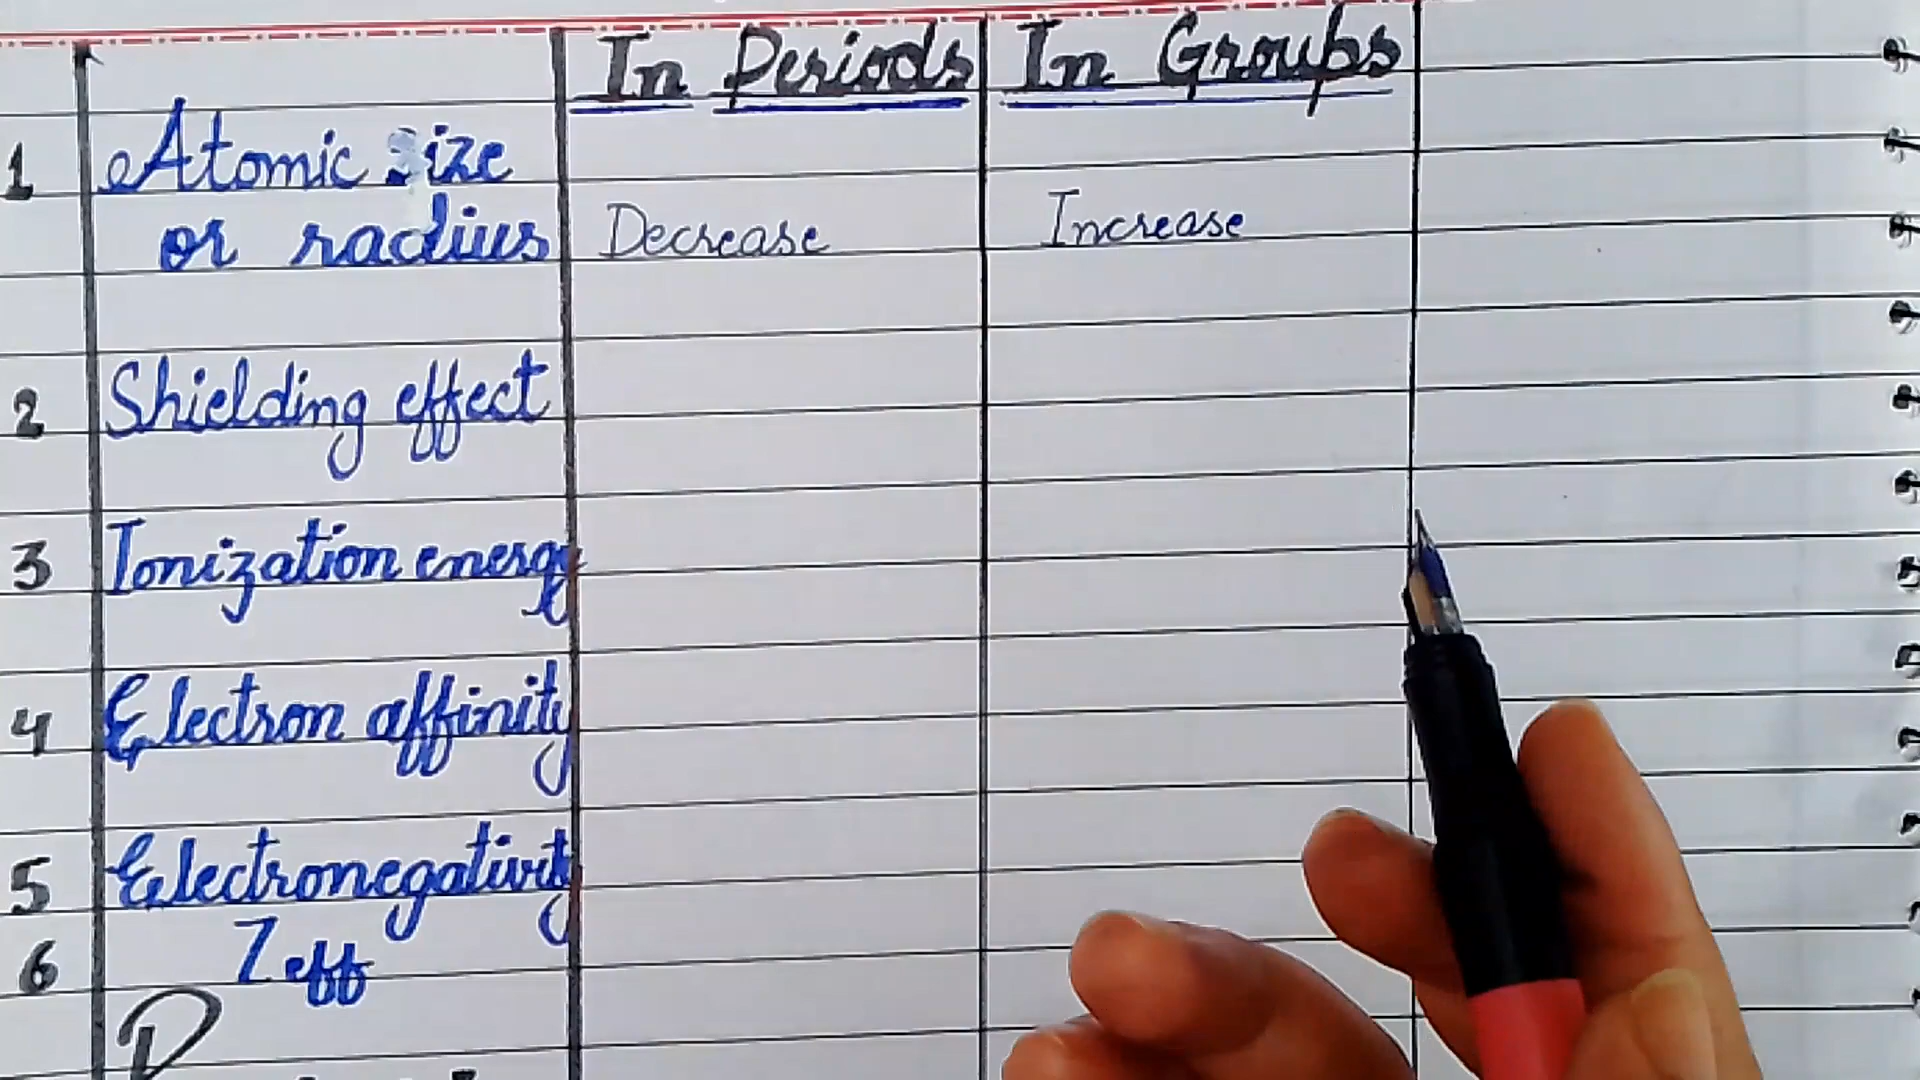 In Periods In Groups
1 Atomic size
or radius Decrease Increase
2 Shielding effect
3 Ionization energy
4 Electron affinity
5 Electronegativity
6 Zeff